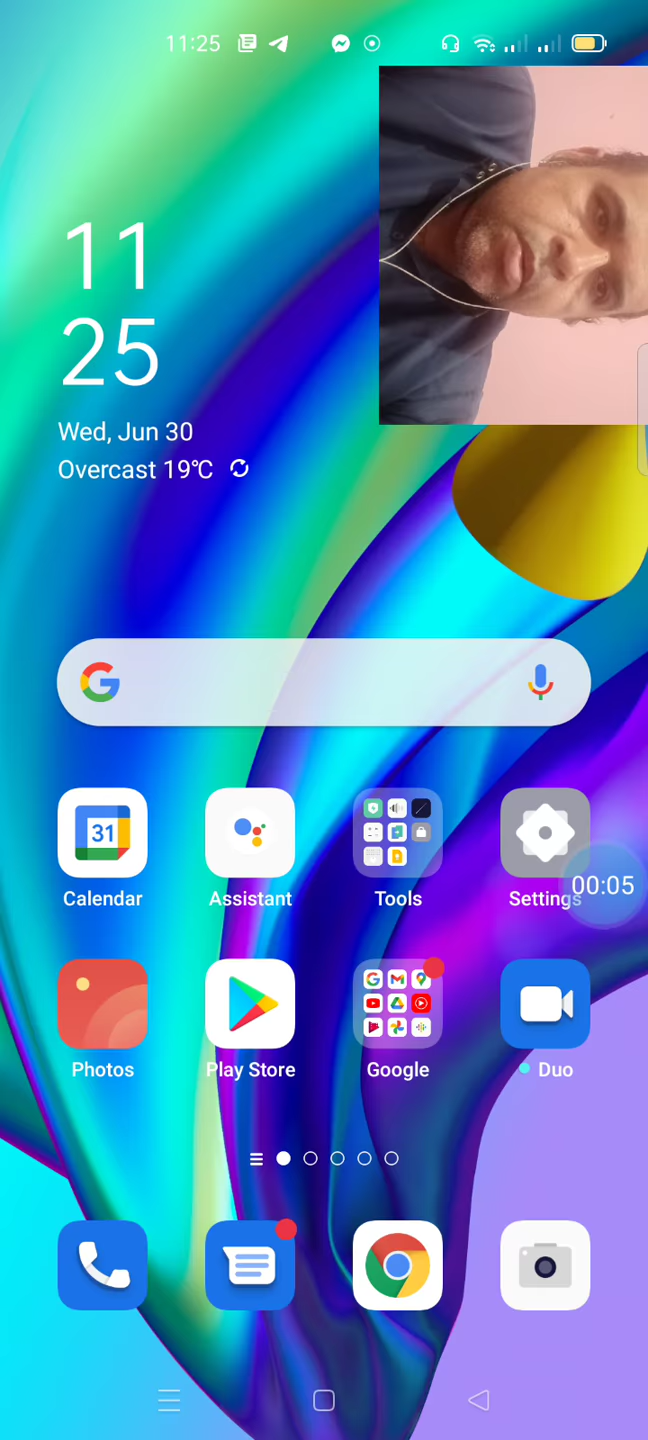 11:25
11
25
Wed, Jun 30
Overcast 19℃
31
Calendar
Assistant
Tools
Settings
00:05
Photos
Play Store
Google
Duo